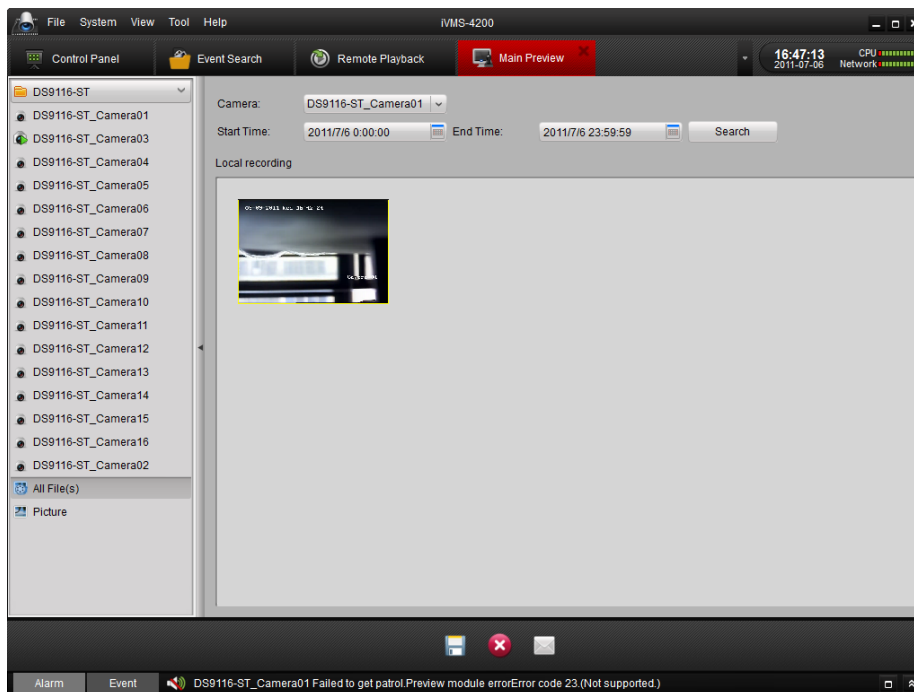 File System View Tool Help iVMS-4200
Control Panel Event Search Remote Playback Main Preview 16:47:13 2011-07-06 CPU Network
DS9116-ST
DS9116-ST_Camera01
DS9116-ST_Camera03
DS9116-ST_Camera04
DS9116-ST_Camera05
DS9116-ST_Camera06
DS9116-ST_Camera07
DS9116-ST_Camera08
DS9116-ST_Camera09
DS9116-ST_Camera10
DS9116-ST_Camera11
DS9116-ST_Camera12
DS9116-ST_Camera13
DS9116-ST_Camera14
DS9116-ST_Camera15
DS9116-ST_Camera16
DS9116-ST_Camera02
All File(s)
Picture
Camera: DS9116-ST_Camera01
Start Time: 2011/7/6 0:00:00 End Time: 2011/7/6 23:59:59 Search
Local recording
Alarm Event DS9116-ST_Camera01 Failed to get patrol.Preview module errorError code 23.(Not supported.)